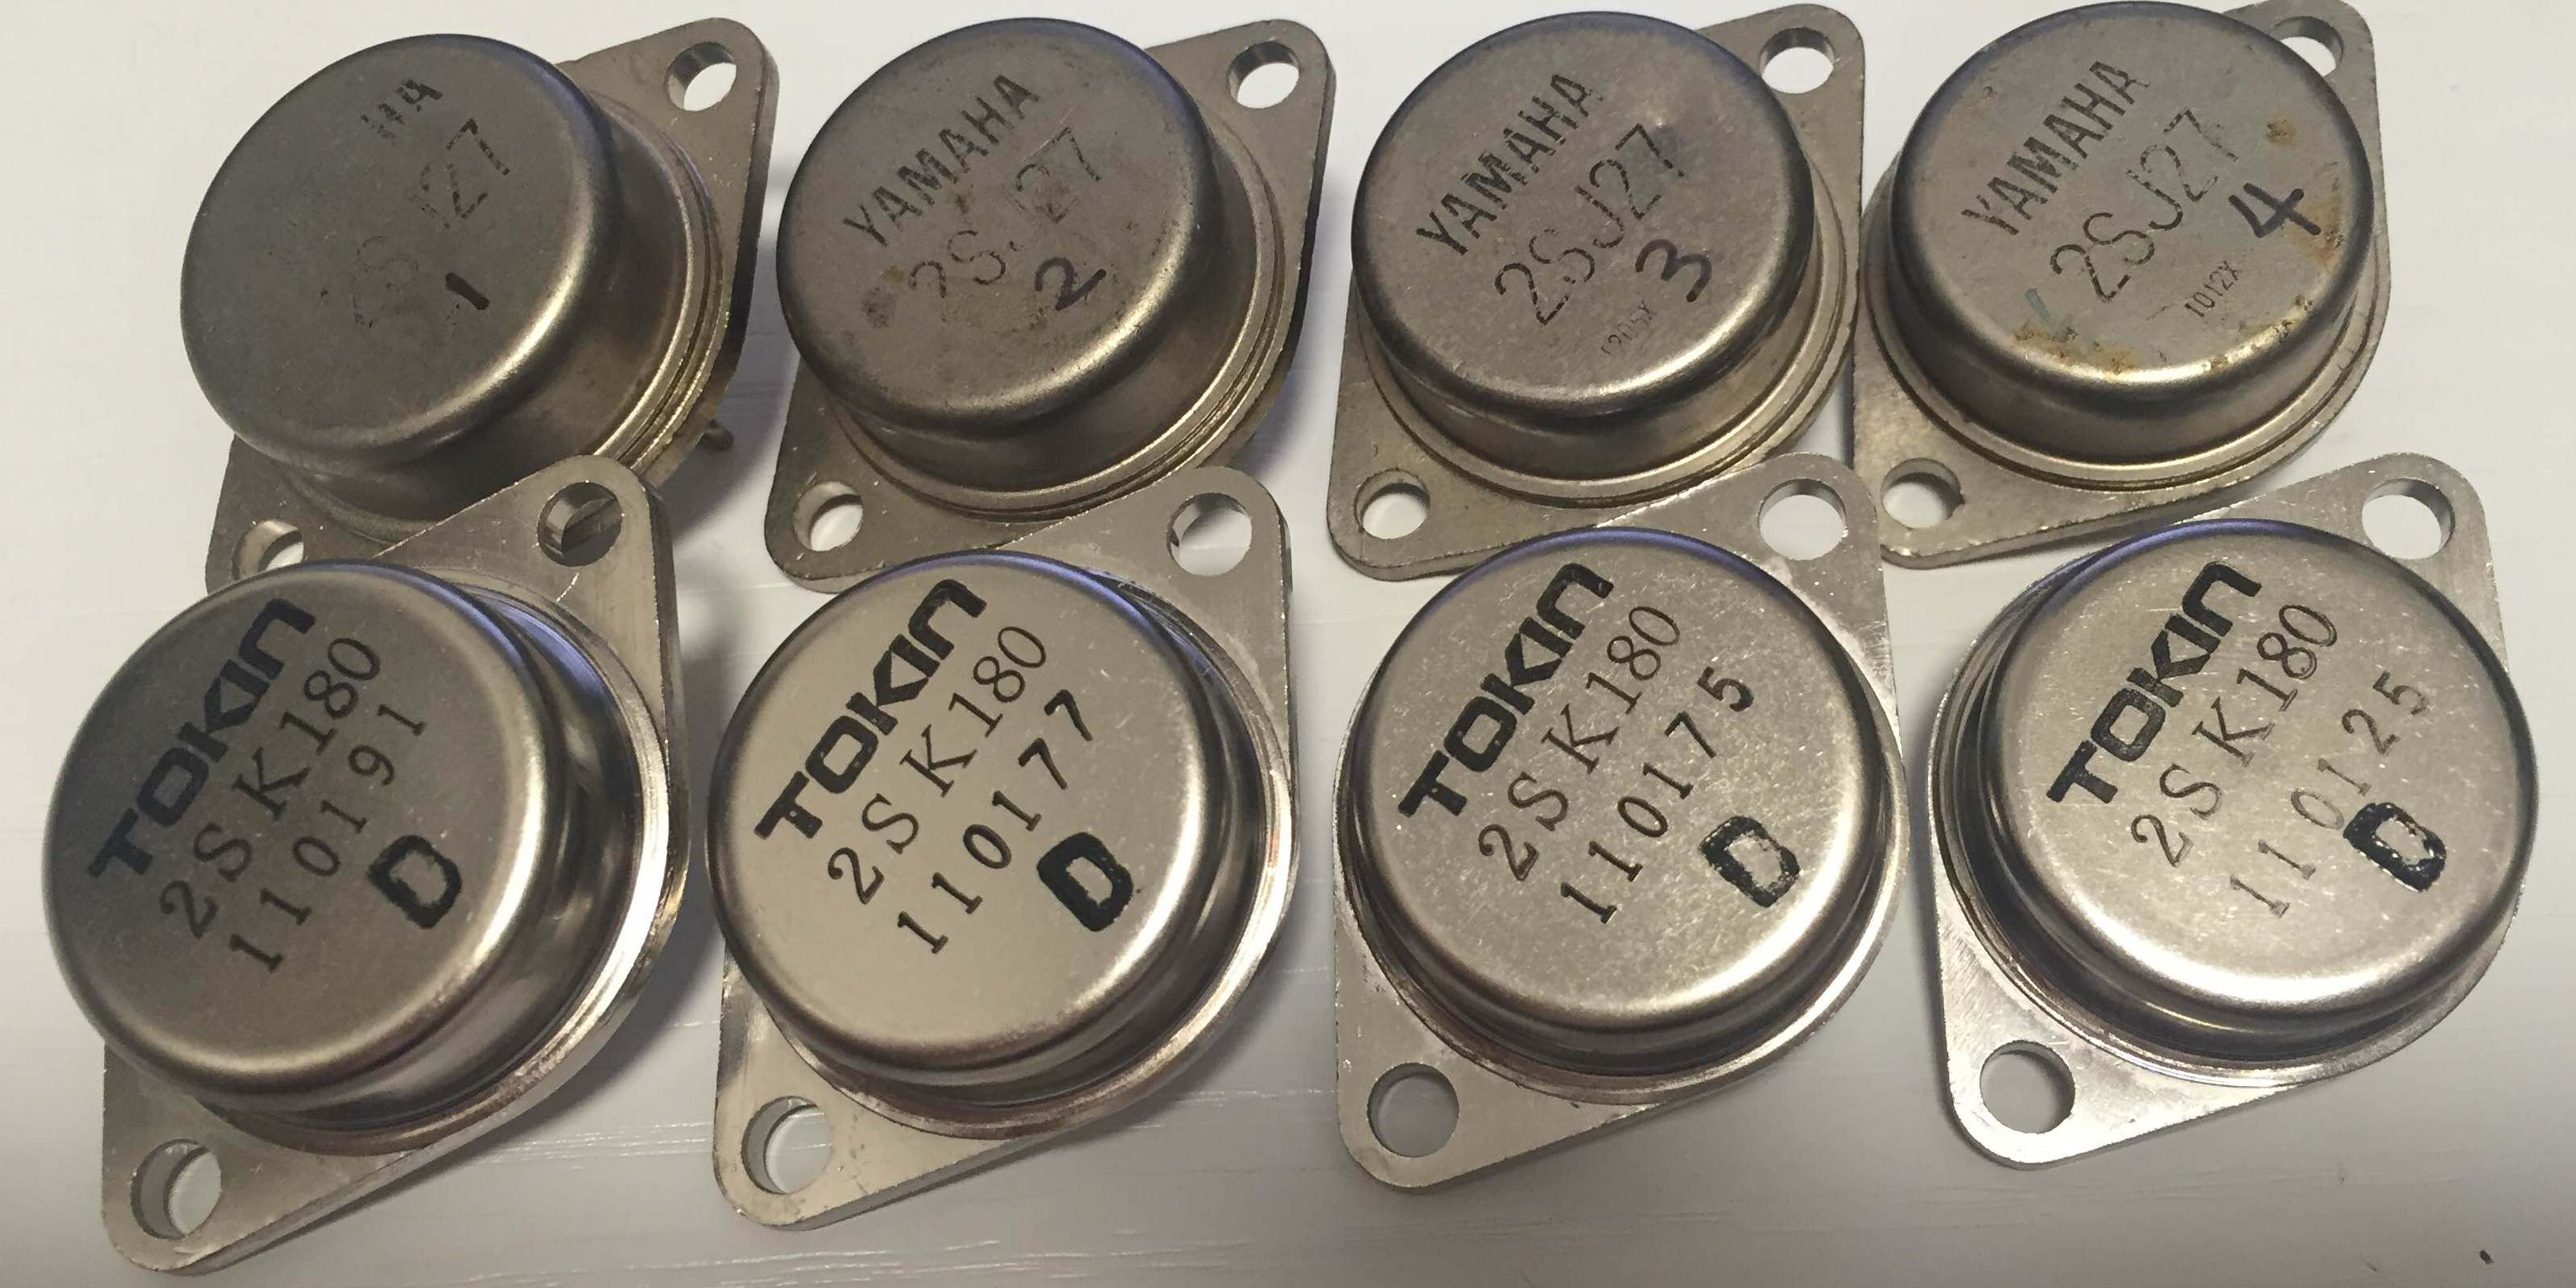 HA
2SJ27
1
YAMAHA
2SJ27
2
YAMAHA
2SJ27
3
YAMAHA
2SJ27
4
1012X
TOKIN
2SK180
110191
D
TOKIN
2SK180
110177
D
TOKIN
2SK180
110175
D
TOKIN
2SK180
110125
D